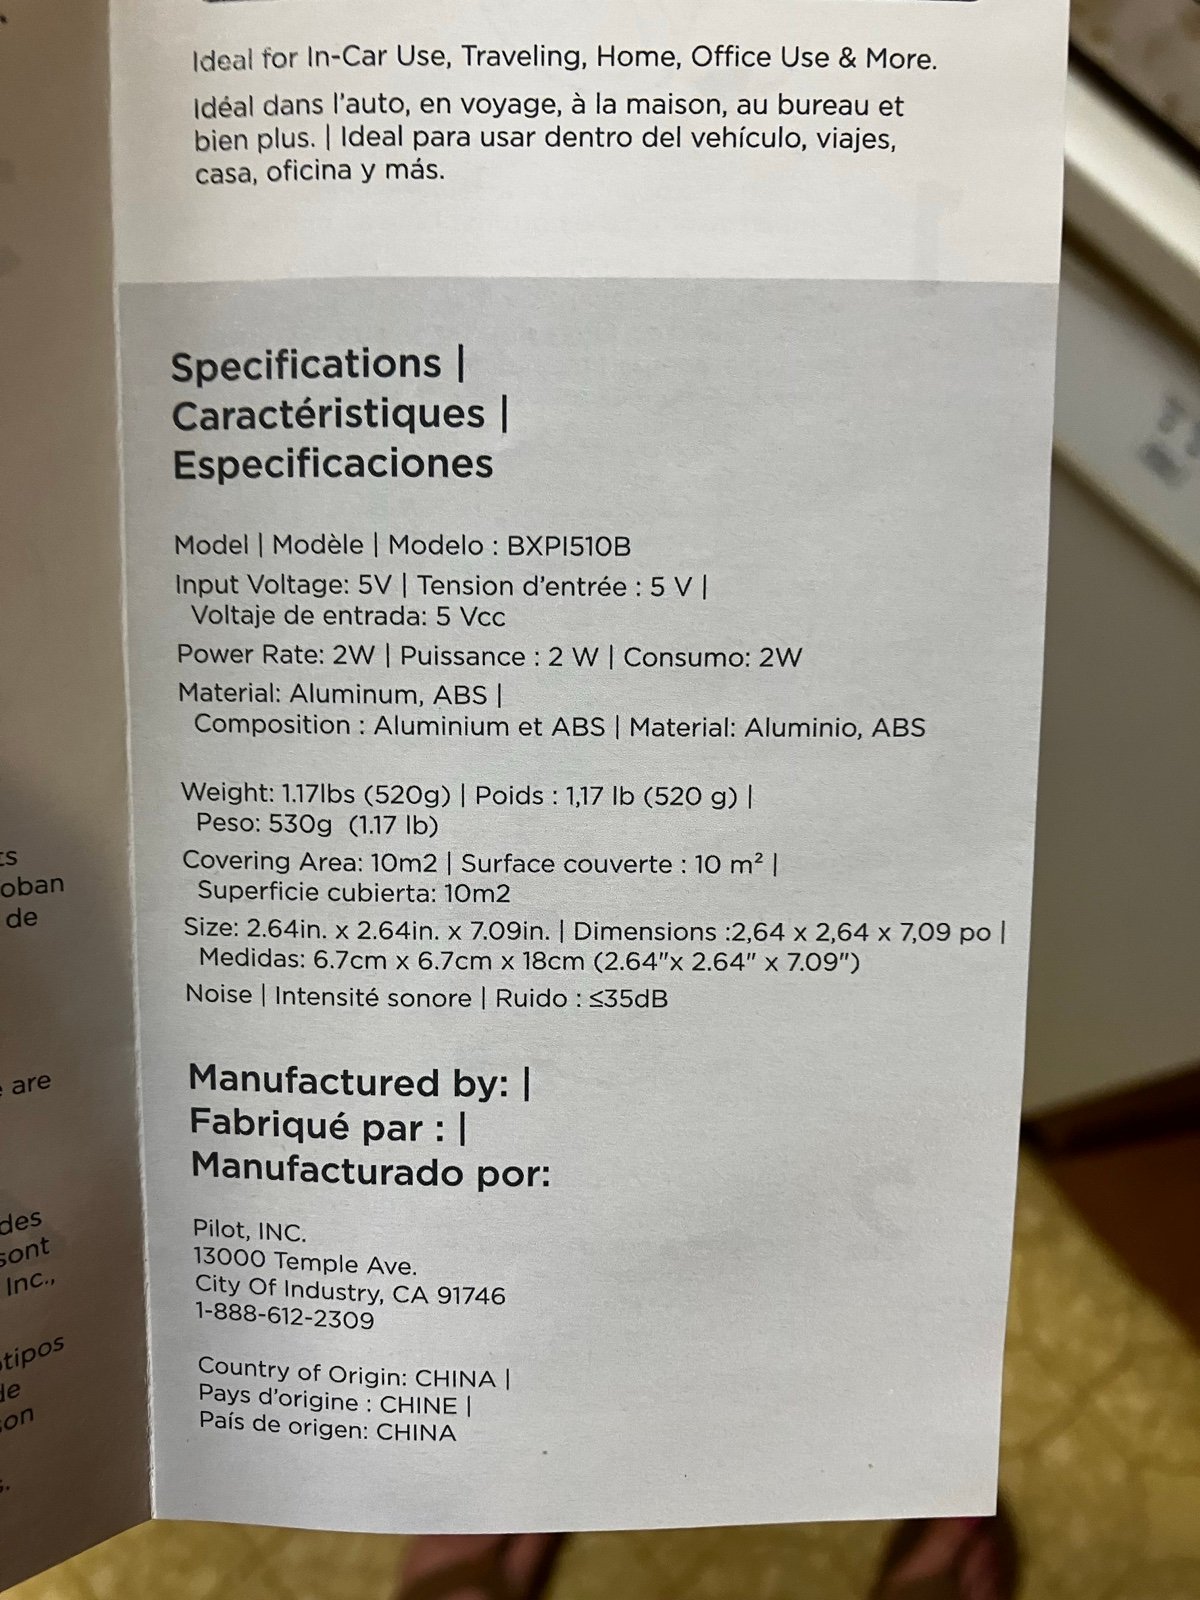 Ideal for In-Car Use, Traveling, Home, Office Use & More.
Idéal dans l'auto, en voyage, à la maison, au bureau et
bien plus. | Ideal para usar dentro del vehículo, viajes,
casa, oficina y más.
Specifications |
Caractéristiques |
Especificaciones
Model | Modèle | Modelo : BXPI510B
Input Voltage: 5V | Tension d'entrée : 5 V |
Voltaje de entrada: 5 Vcc
Power Rate: 2W | Puissance : 2 W | Consumo: 2W
Material: Aluminum, ABS |
Composition : Aluminium et ABS | Material: Aluminio, ABS
Weight: 1.17lbs (520g) | Poids : 1,17 lb (520 g) |
Peso: 530g (1.17 lb)
Covering Area: 10m2 | Surface couverte : 10 m² |
Superficie cubierta: 10m2
Size: 2.64in. x 2.64in. x 7.09in. | Dimensions :2,64 x 2,64 x 7,09 po |
Medidas: 6.7cm x 6.7cm x 18cm (2.64"x 2.64" x 7.09")
Noise | Intensité sonore | Ruido : ≤35dB
Manufactured by: |
Fabriqué par : |
Manufacturado por:
Pilot, INC.
13000 Temple Ave.
City Of Industry, CA 91746
1-888-612-2309
Country of Origin: CHINA |
Pays d'origine : CHINE |
País de origen: CHINA
oban
de
are
des
sont
Inc.,